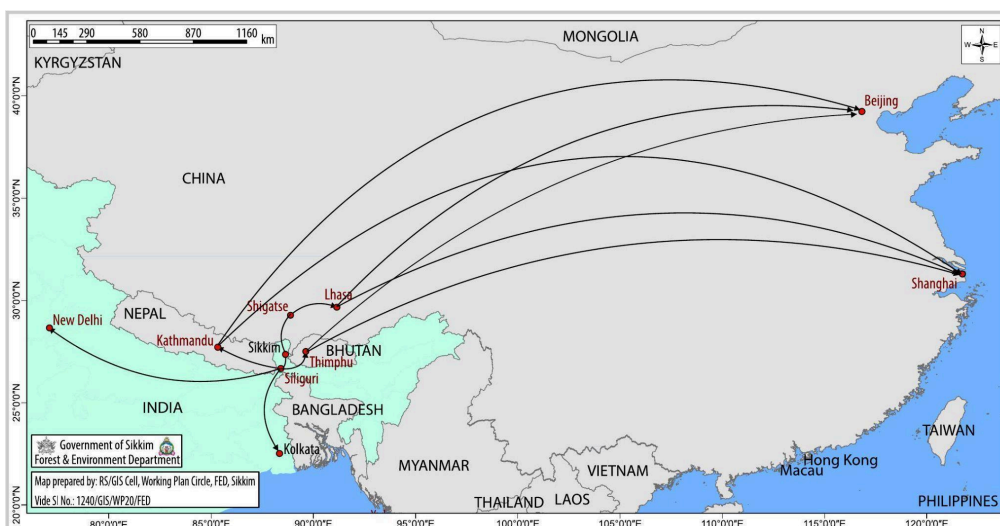 0 145 290 580 870 1160 km
MONGOLIA
N
W E
S
KYRGYZSTAN
40°0'0"N
Beijing
CHINA
35°0'0"N
30°0'0"N
Lhasa
Shigatse
Shanghai
NEPAL
New Delhi
Kathmandu
Sikkim
BHUTAN
Thimphu
Siliguri
25°0'0"N
INDIA
BANGLADESH
TAIWAN
Kolkata
Hong Kong
Macau
MYANMAR
VIETNAM
LAOS
THAILAND
PHILIPPINES
20°0'0"N
Government of Sikkim
Forest & Environment Department
Map prepared by: RS/GIS Cell, Working Plan Circle, FED, Sikkim
Vide Sl No.: 1240/GIS/WP20/FED
80°0'0"E 85°0'0"E 90°0'0"E 95°0'0"E 100°0'0"E 105°0'0"E 110°0'0"E 115°0'0"E 120°0'0"E